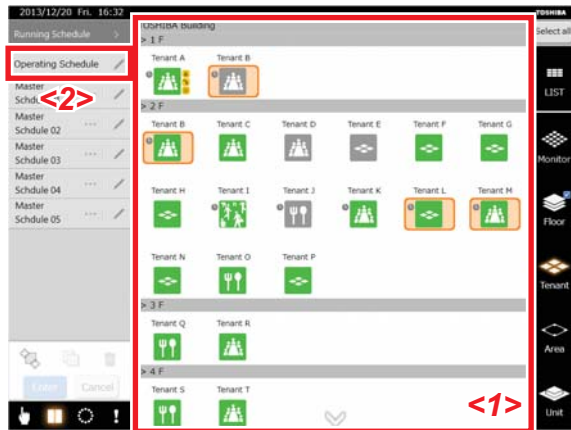 2013/12/20 Fri. 16:32
TOSHIBA
Running Schedule >
Operating Schedule
Master
Schdule
<2>
Master
Schdule 02
Master
Schdule 03
Master
Schdule 04
Master
Schdule 05
Enter
Cancel
TOSHIBA Building
> 1 F
Tenant A Tenant B
> 2 F
Tenant B Tenant C Tenant D Tenant E Tenant F Tenant G
Tenant H Tenant I Tenant J Tenant K Tenant L Tenant M
Tenant N Tenant O Tenant P
> 3 F
Tenant Q Tenant R
> 4 F
Tenant S Tenant T
<1>
Select all
LIST
Monitor
Floor
Tenant
Area
Unit